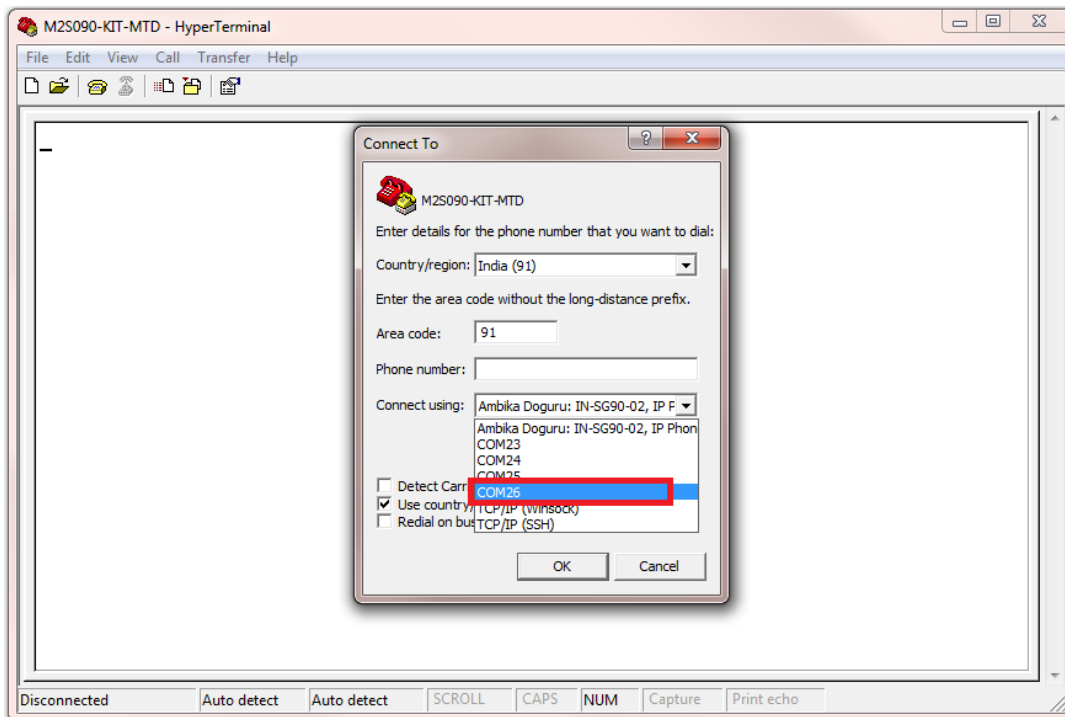 M2S090-KIT-MTD - HyperTerminal
File Edit View Call Transfer Help
Connect To
M2S090-KIT-MTD
Enter details for the phone number that you want to dial:
Country/region: India (91)
Enter the area code without the long-distance prefix.
Area code: 91
Phone number:
Connect using: Ambika Doguru: IN-SG90-02, IP P
Ambika Doguru: IN-SG90-02, IP Phon
COM23
COM24
COM25
Detect Carr
COM26
Use country/
TCP/IP (Winsock)
Redial on bus
TCP/IP (SSH)
OK Cancel
Disconnected Auto detect Auto detect SCROLL CAPS NUM Capture Print echo